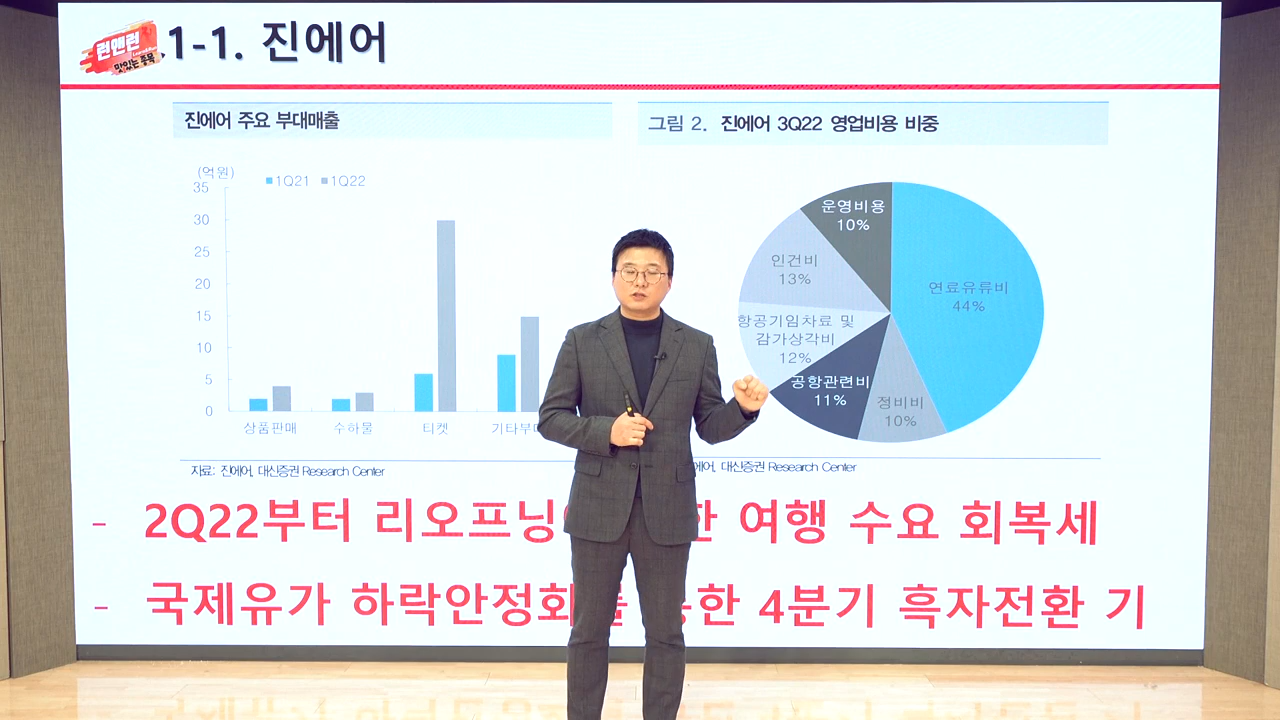 런앤런
맛있는 종목
1-1. 진에어
진에어 주요 부대매출
(억원)
1Q21 1Q22
35
30
25
20
15
10
5
0
상품판매 수하물 티켓 기타부
자료: 진에어, 대신증권 Research Center
그림 2. 진에어 3Q22 영업비용 비중
운영비용
10%
연료유류비
44%
인건비
13%
항공기임차료 및
감가상각비
12%
공항관련비
11%
정비비
10%
에어, 대신증권 Research Center
- 2Q22부터 리오프닝 한 여행 수요 회복세
- 국제유가 하락안정화를 통한 4분기 흑자전환 기